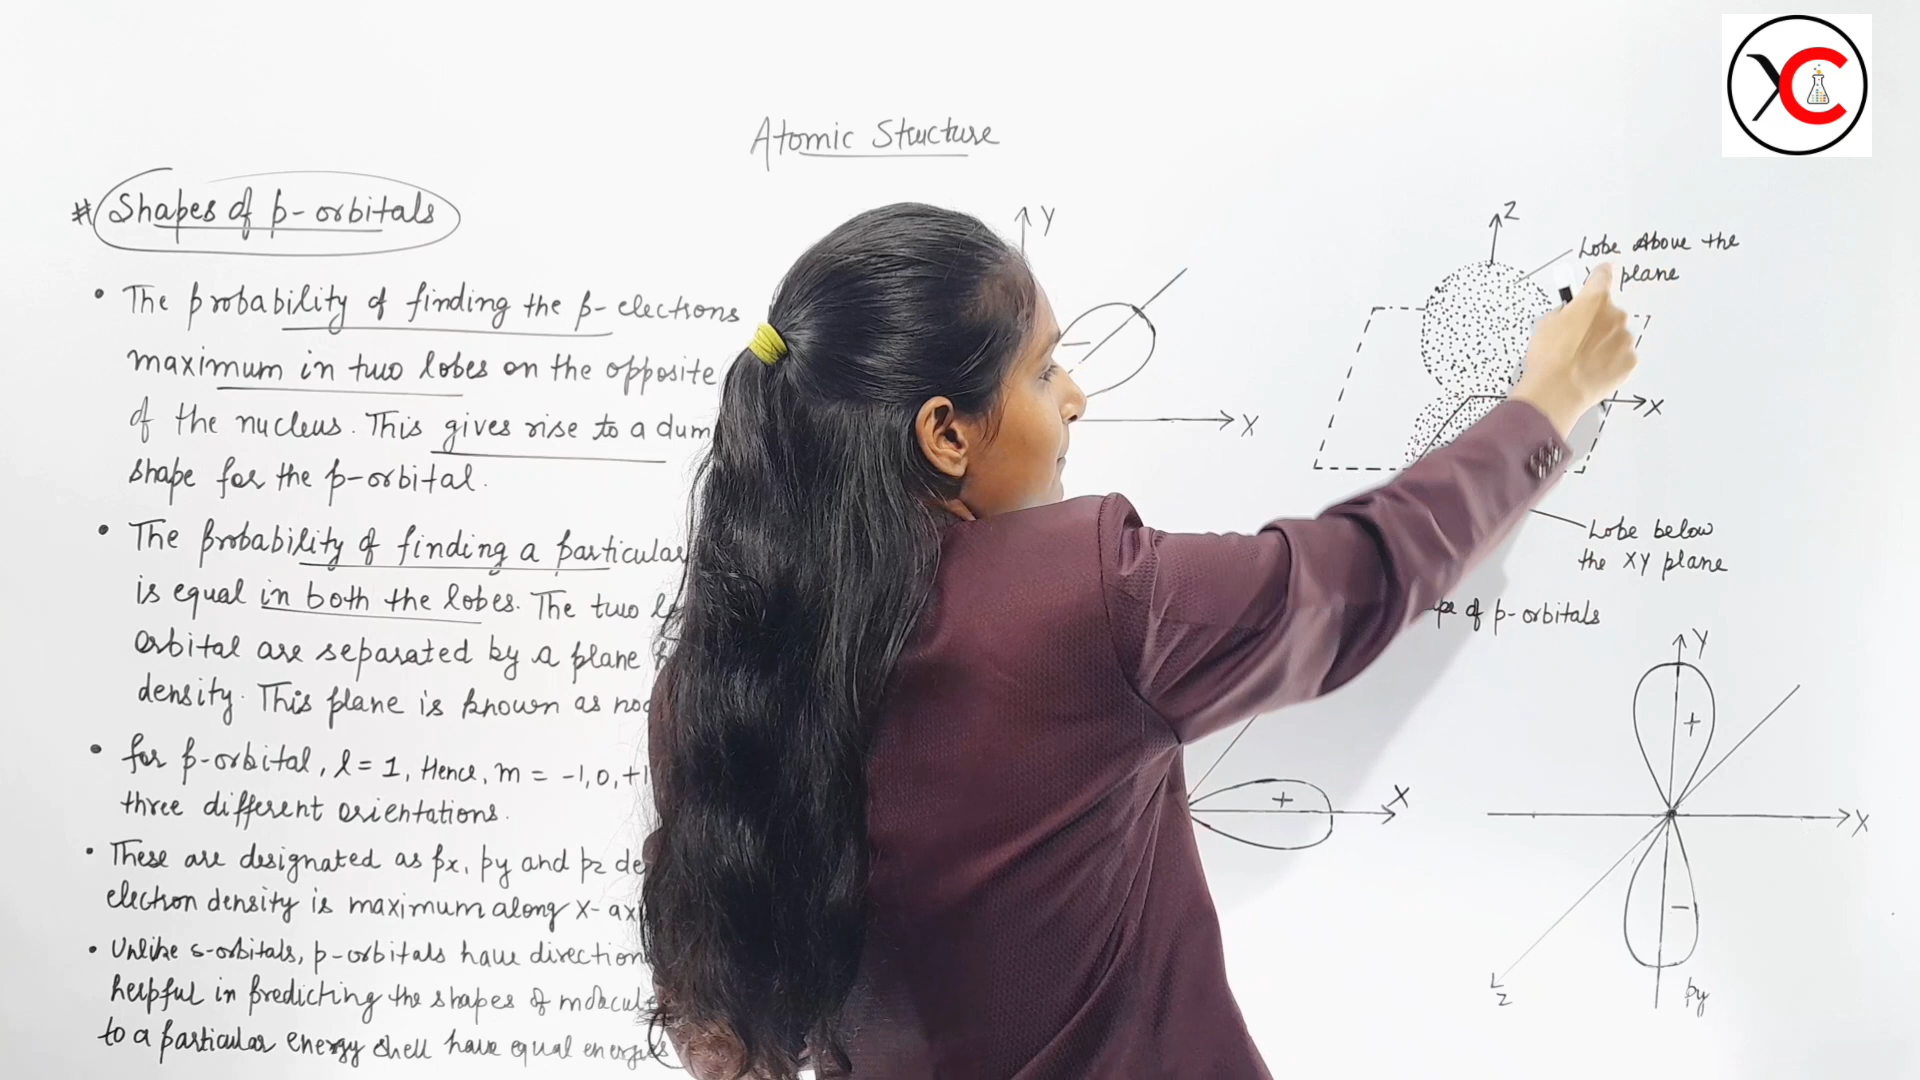 Atomic Structure
# Shapes of p-orbitals
• The probability of finding the p-electrons
maximum in two lobes on the opposite
of the nucleus. This gives rise to a dum
shape for the p-orbital.
• The probability of finding a particular
is equal in both the lobes. The two
orbital are separated by a plane
density. This plane is known as
• for p-orbital, l = 1, Hence, m = -1, 0, +1
three different orientations.
• These are designated as px, py and pz de
electron density is maximum along x-ax
• Unlike s-orbitals, p-orbitals have direction
helpful in predicting the shapes of molecule
to a particular energy shell have equal energies
Y
-
X
Z
Lobe Above the
plane
X
Lobe below
the XY plane
of p-orbitals
+
X
Y
+
X
-
Z
py
XC